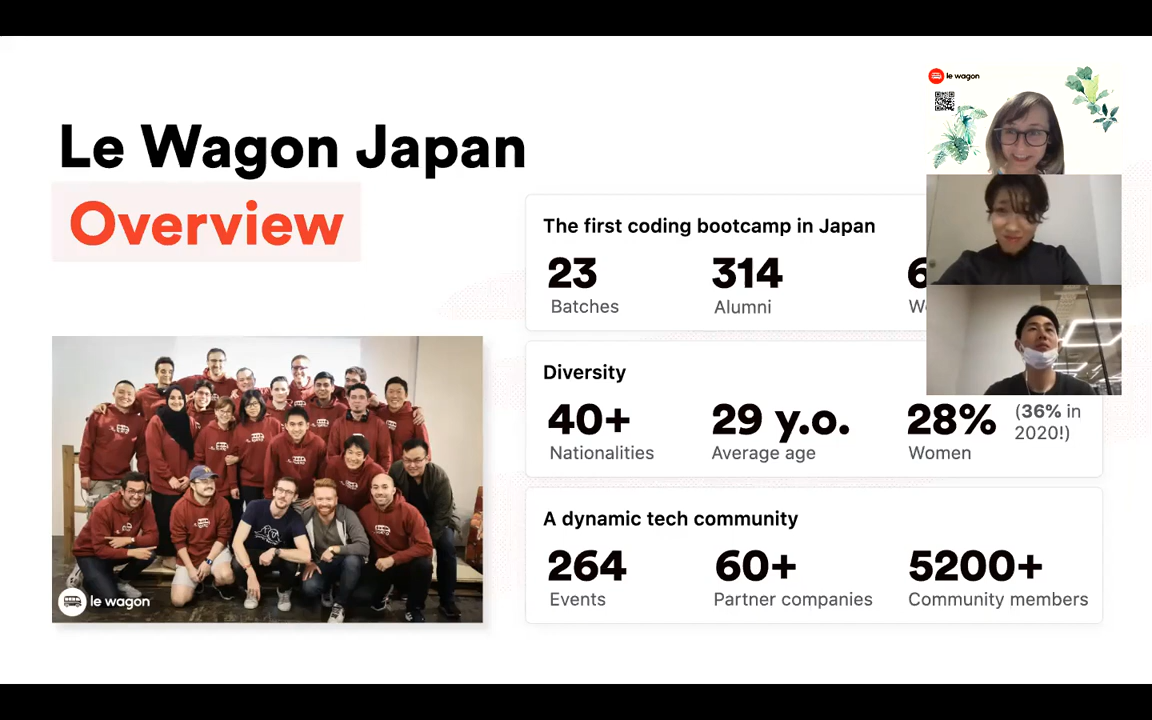 Le Wagon Japan
Overview
le wagon
The first coding bootcamp in Japan
23
314
Batches
Alumni
Diversity
40+
29 y.o.
28%
(36% in
2020!)
Nationalities
Average age
Women
A dynamic tech community
264
60+
5200+
Events
Partner companies
Community members
le wagon